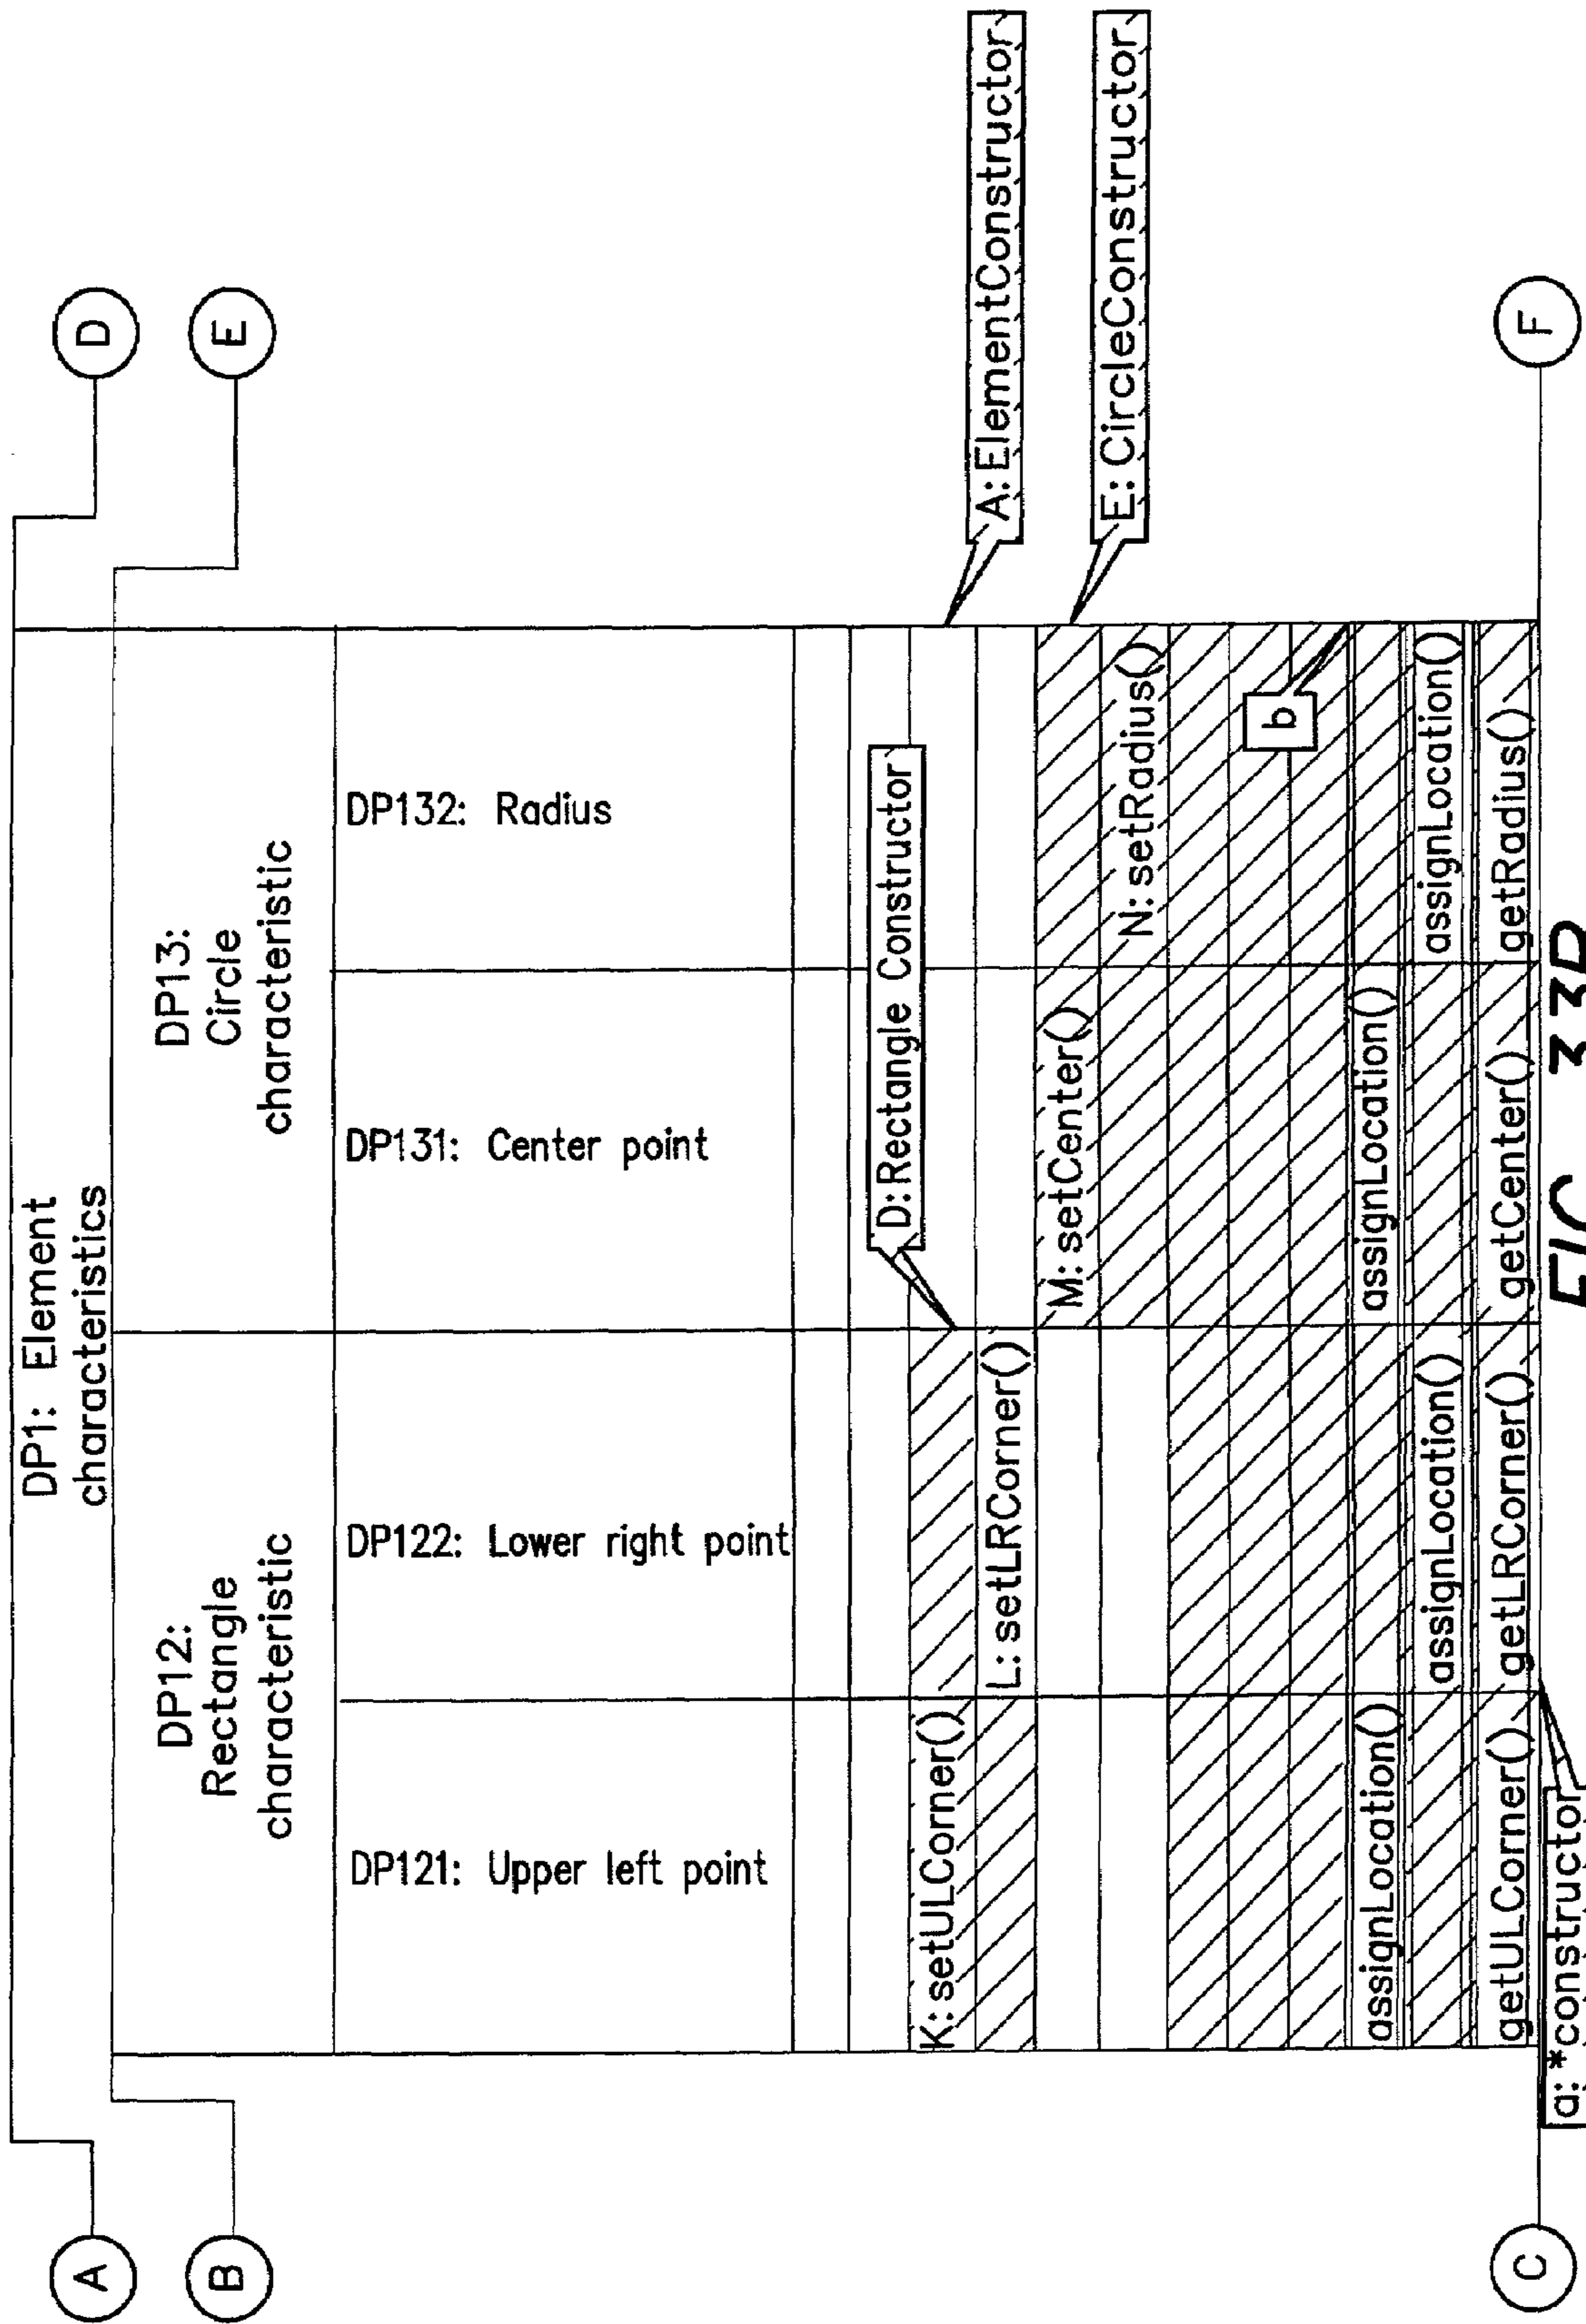 A
B
C
DP1: Element
characteristics
D
E
DP12:
Rectangle
characteristic
DP13:
Circle
characteristic
DP121: Upper left point
DP122: Lower right point
DP131: Center point
DP132: Radius
D:Rectangle Constructor
K:setULCorner()
A:ElementConstructor
L:setLRCorner()
M:setCenter()
E:CircleConstructor
N:setRadius()
b
assignLocation()
assignLocation()
assignLocation()
assignLocation()
getULCorner()
getLRCorner()
getCenter()
getRadius()
F
a:*constructor